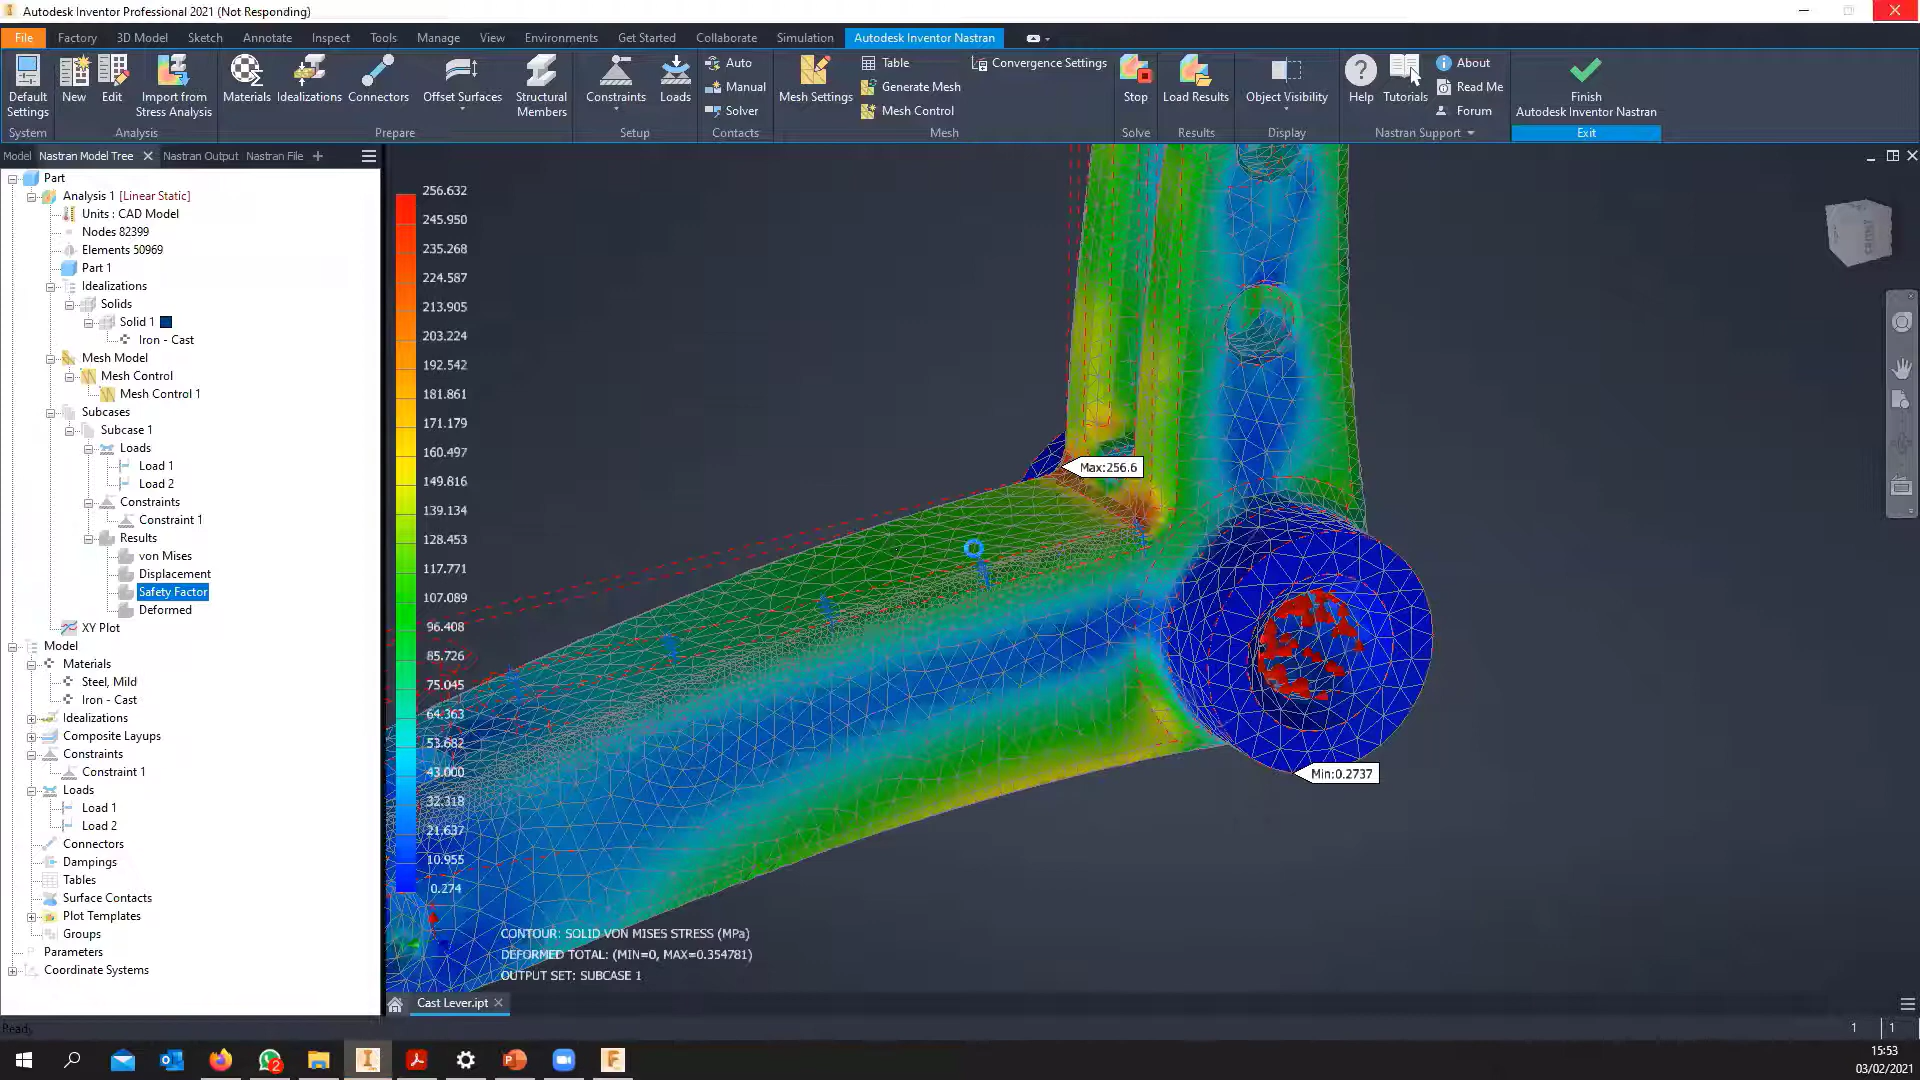 Autodesk Inventor Professional 2021 (Not Responding)
File Factory 3D Model Sketch Annotate Inspect Tools Manage View Environments Get Started Collaborate Simulation Autodesk Inventor Nastran
Default Settings
New
Edit
Import from Stress Analysis
Materials
Idealizations
Connectors
Offset Surfaces
Structural Members
Constraints
Loads
Auto
Manual
Solver
Mesh Settings
Table
Generate Mesh
Mesh Control
Convergence Settings
Stop
Load Results
Object Visibility
Help
Tutorials
About
Read Me
Forum
Finish
Autodesk Inventor Nastran
System Analysis Prepare Setup Contacts Mesh Solve Results Display Nastran Support Exit
Model Nastran Model Tree Nastran Output Nastran File
Part
Analysis 1 [Linear Static]
Units : CAD Model
Nodes 82399
Elements 50969
Part 1
Idealizations
Solids
Solid 1
Iron - Cast
Mesh Model
Mesh Control
Mesh Control 1
Subcases
Subcase 1
Loads
Load 1
Load 2
Constraints
Constraint 1
Results
von Mises
Displacement
Safety Factor
Deformed
XY Plot
Model
Materials
Steel, Mild
Iron - Cast
Idealizations
Composite Layups
Constraints
Constraint 1
Loads
Load 1
Load 2
Connectors
Dampings
Tables
Surface Contacts
Plot Templates
Groups
Parameters
Coordinate Systems
256.632
245.950
235.268
224.587
213.905
203.224
192.542
181.861
171.179
160.497
149.816
139.134
128.453
117.771
107.089
96.408
85.726
75.045
64.363
53.682
43.000
32.318
21.637
10.955
0.274
Max:256.6
Min:0.2737
CONTOUR: SOLID VON MISES STRESS (MPa)
DEFORMED TOTAL: (MIN=0, MAX=0.354781)
OUTPUT SET: SUBCASE 1
Cast Lever.ipt
Ready
1 1
2
15:53
03/02/2021